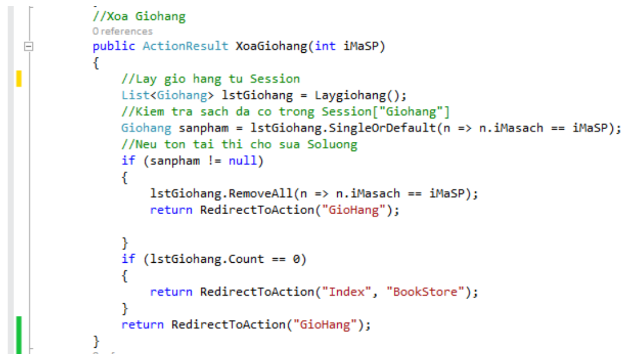 //Xoa Giohang
0 references
public ActionResult XoaGiohang(int iMaSP)
{
//Lay gio hang tu Session
List<Giohang> lstGiohang = Laygiohang();
//Kiem tra sach da co trong Session["Giohang"]
Giohang sanpham = lstGiohang.SingleOrDefault(n => n.iMasach == iMaSP);
//Neu ton tai thi cho sua Soluong
if (sanpham != null)
{
lstGiohang.RemoveAll(n => n.iMasach == iMaSP);
return RedirectToAction("GioHang");
}
if (lstGiohang.Count == 0)
{
return RedirectToAction("Index", "BookStore");
}
return RedirectToAction("GioHang");
}